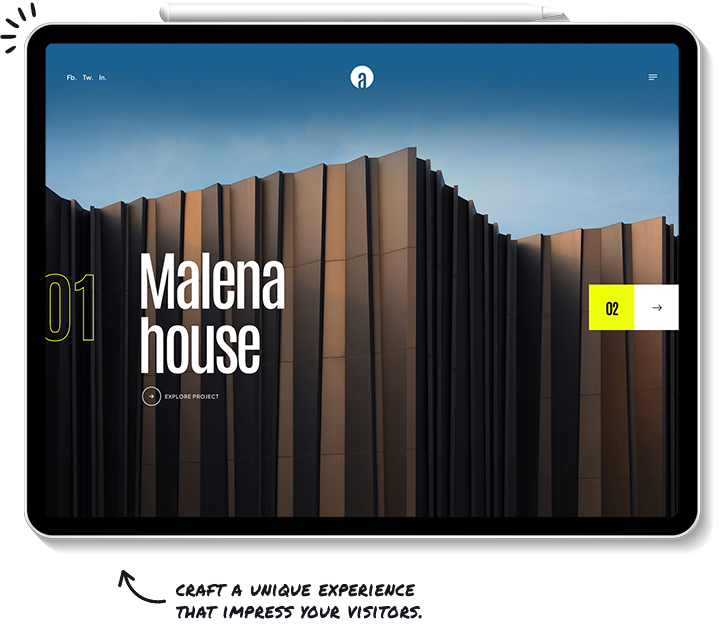 Fb. Tw. In.
a
01
Malena
house
EXPLORE PROJECT
02
CRAFT A UNIQUE EXPERIENCE
THAT IMPRESS YOUR VISITORS.